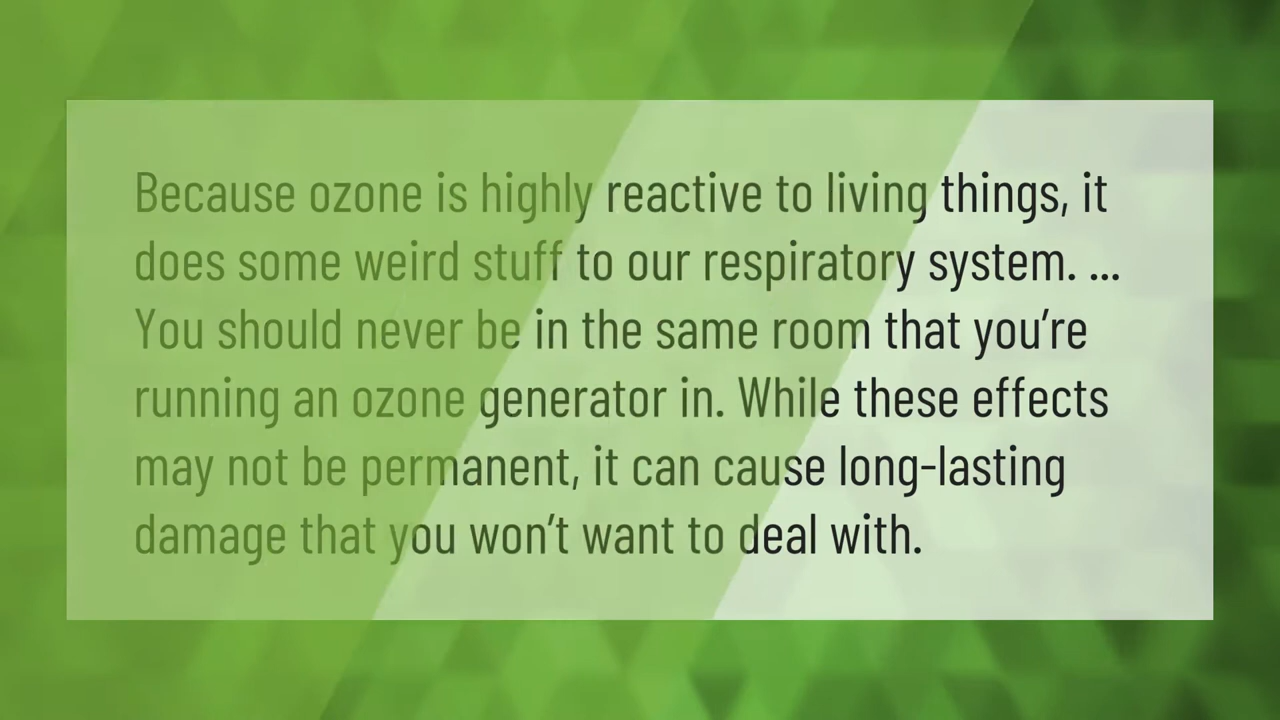 Because ozone is highly reactive to living things, it
does some weird stuff to our respiratory system. ...
You should never be in the same room that you’re
running an ozone generator in. While these effects
may not be permanent, it can cause long-lasting
damage that you won’t want to deal with.